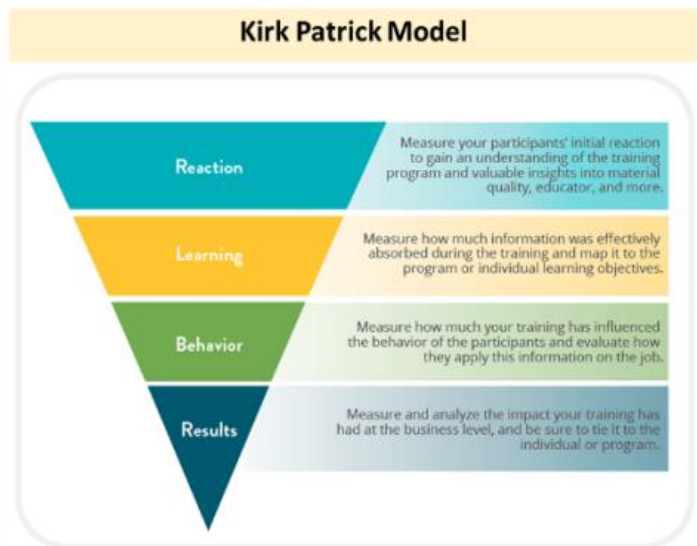 Kirk Patrick Model
Reaction
Measure your participants' initial reaction
to gain an understanding of the training
program and valuable insights into material
quality, educator, and more.
Learning
Measure how much information was effectively
absorbed during the training and map it to the
program or individual learning objectives.
Behavior
Measure how much your training has influenced
the behavior of the participants and evaluate how
they apply this information on the job.
Results
Measure and analyze the impact your training has
had at the business level, and be sure to tie it to the
individual or program.